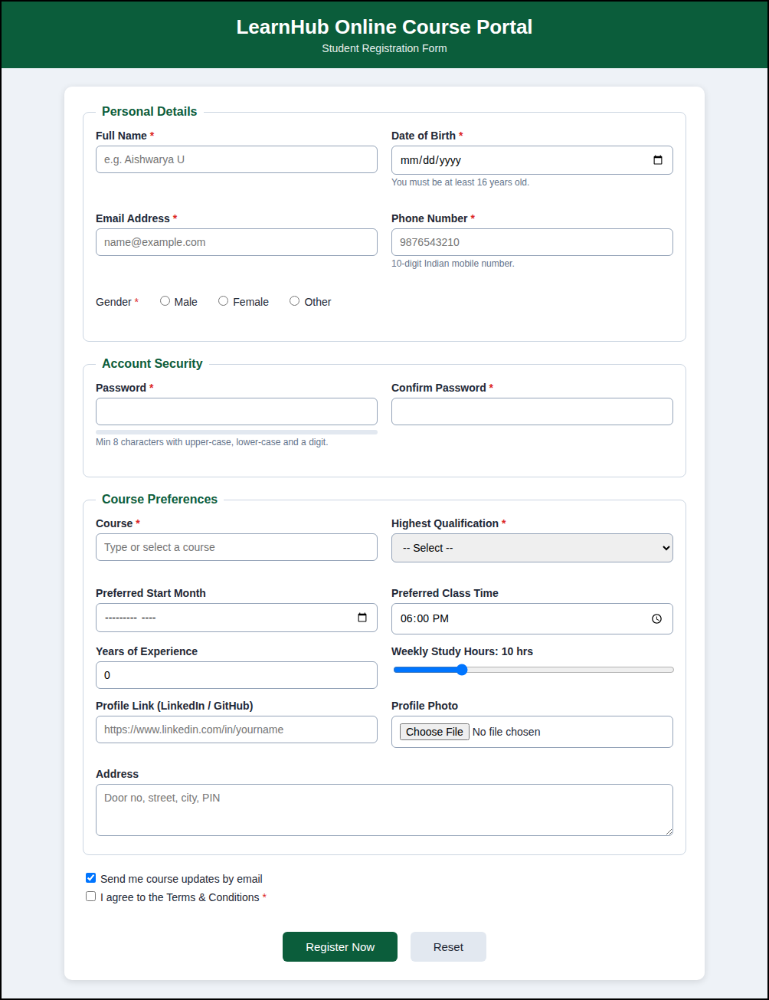 LearnHub Online Course Portal
Student Registration Form
Personal Details
Full Name *
Date of Birth *
e.g. Aishwarya U
mm/dd/yyyy
You must be at least 16 years old.
Email Address *
Phone Number *
name@example.com
9876543210
10-digit Indian mobile number.
Gender * Male Female Other
Account Security
Password *
Confirm Password *
Min 8 characters with upper-case, lower-case and a digit.
Course Preferences
Course *
Highest Qualification *
Type or select a course
-- Select --
Preferred Start Month
Preferred Class Time
--------- ----
06:00 PM
Years of Experience
Weekly Study Hours: 10 hrs
0
Profile Link (LinkedIn / GitHub)
Profile Photo
https://www.linkedin.com/in/yourname
Choose File No file chosen
Address
Door no, street, city, PIN
Send me course updates by email
I agree to the Terms & Conditions *
Register Now
Reset